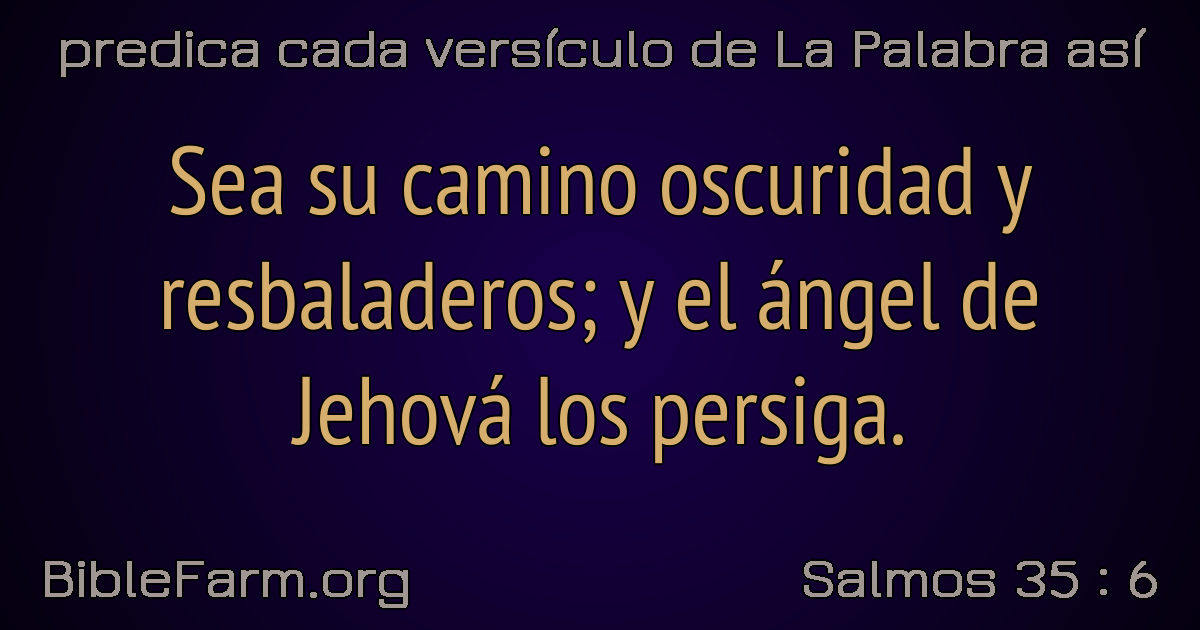 predica cada versículo de La Palabra así
Sea su camino oscuridad y
resbaladeros; y el ángel de
Jehová los persiga.
BibleFarm.org
Salmos 35 : 6